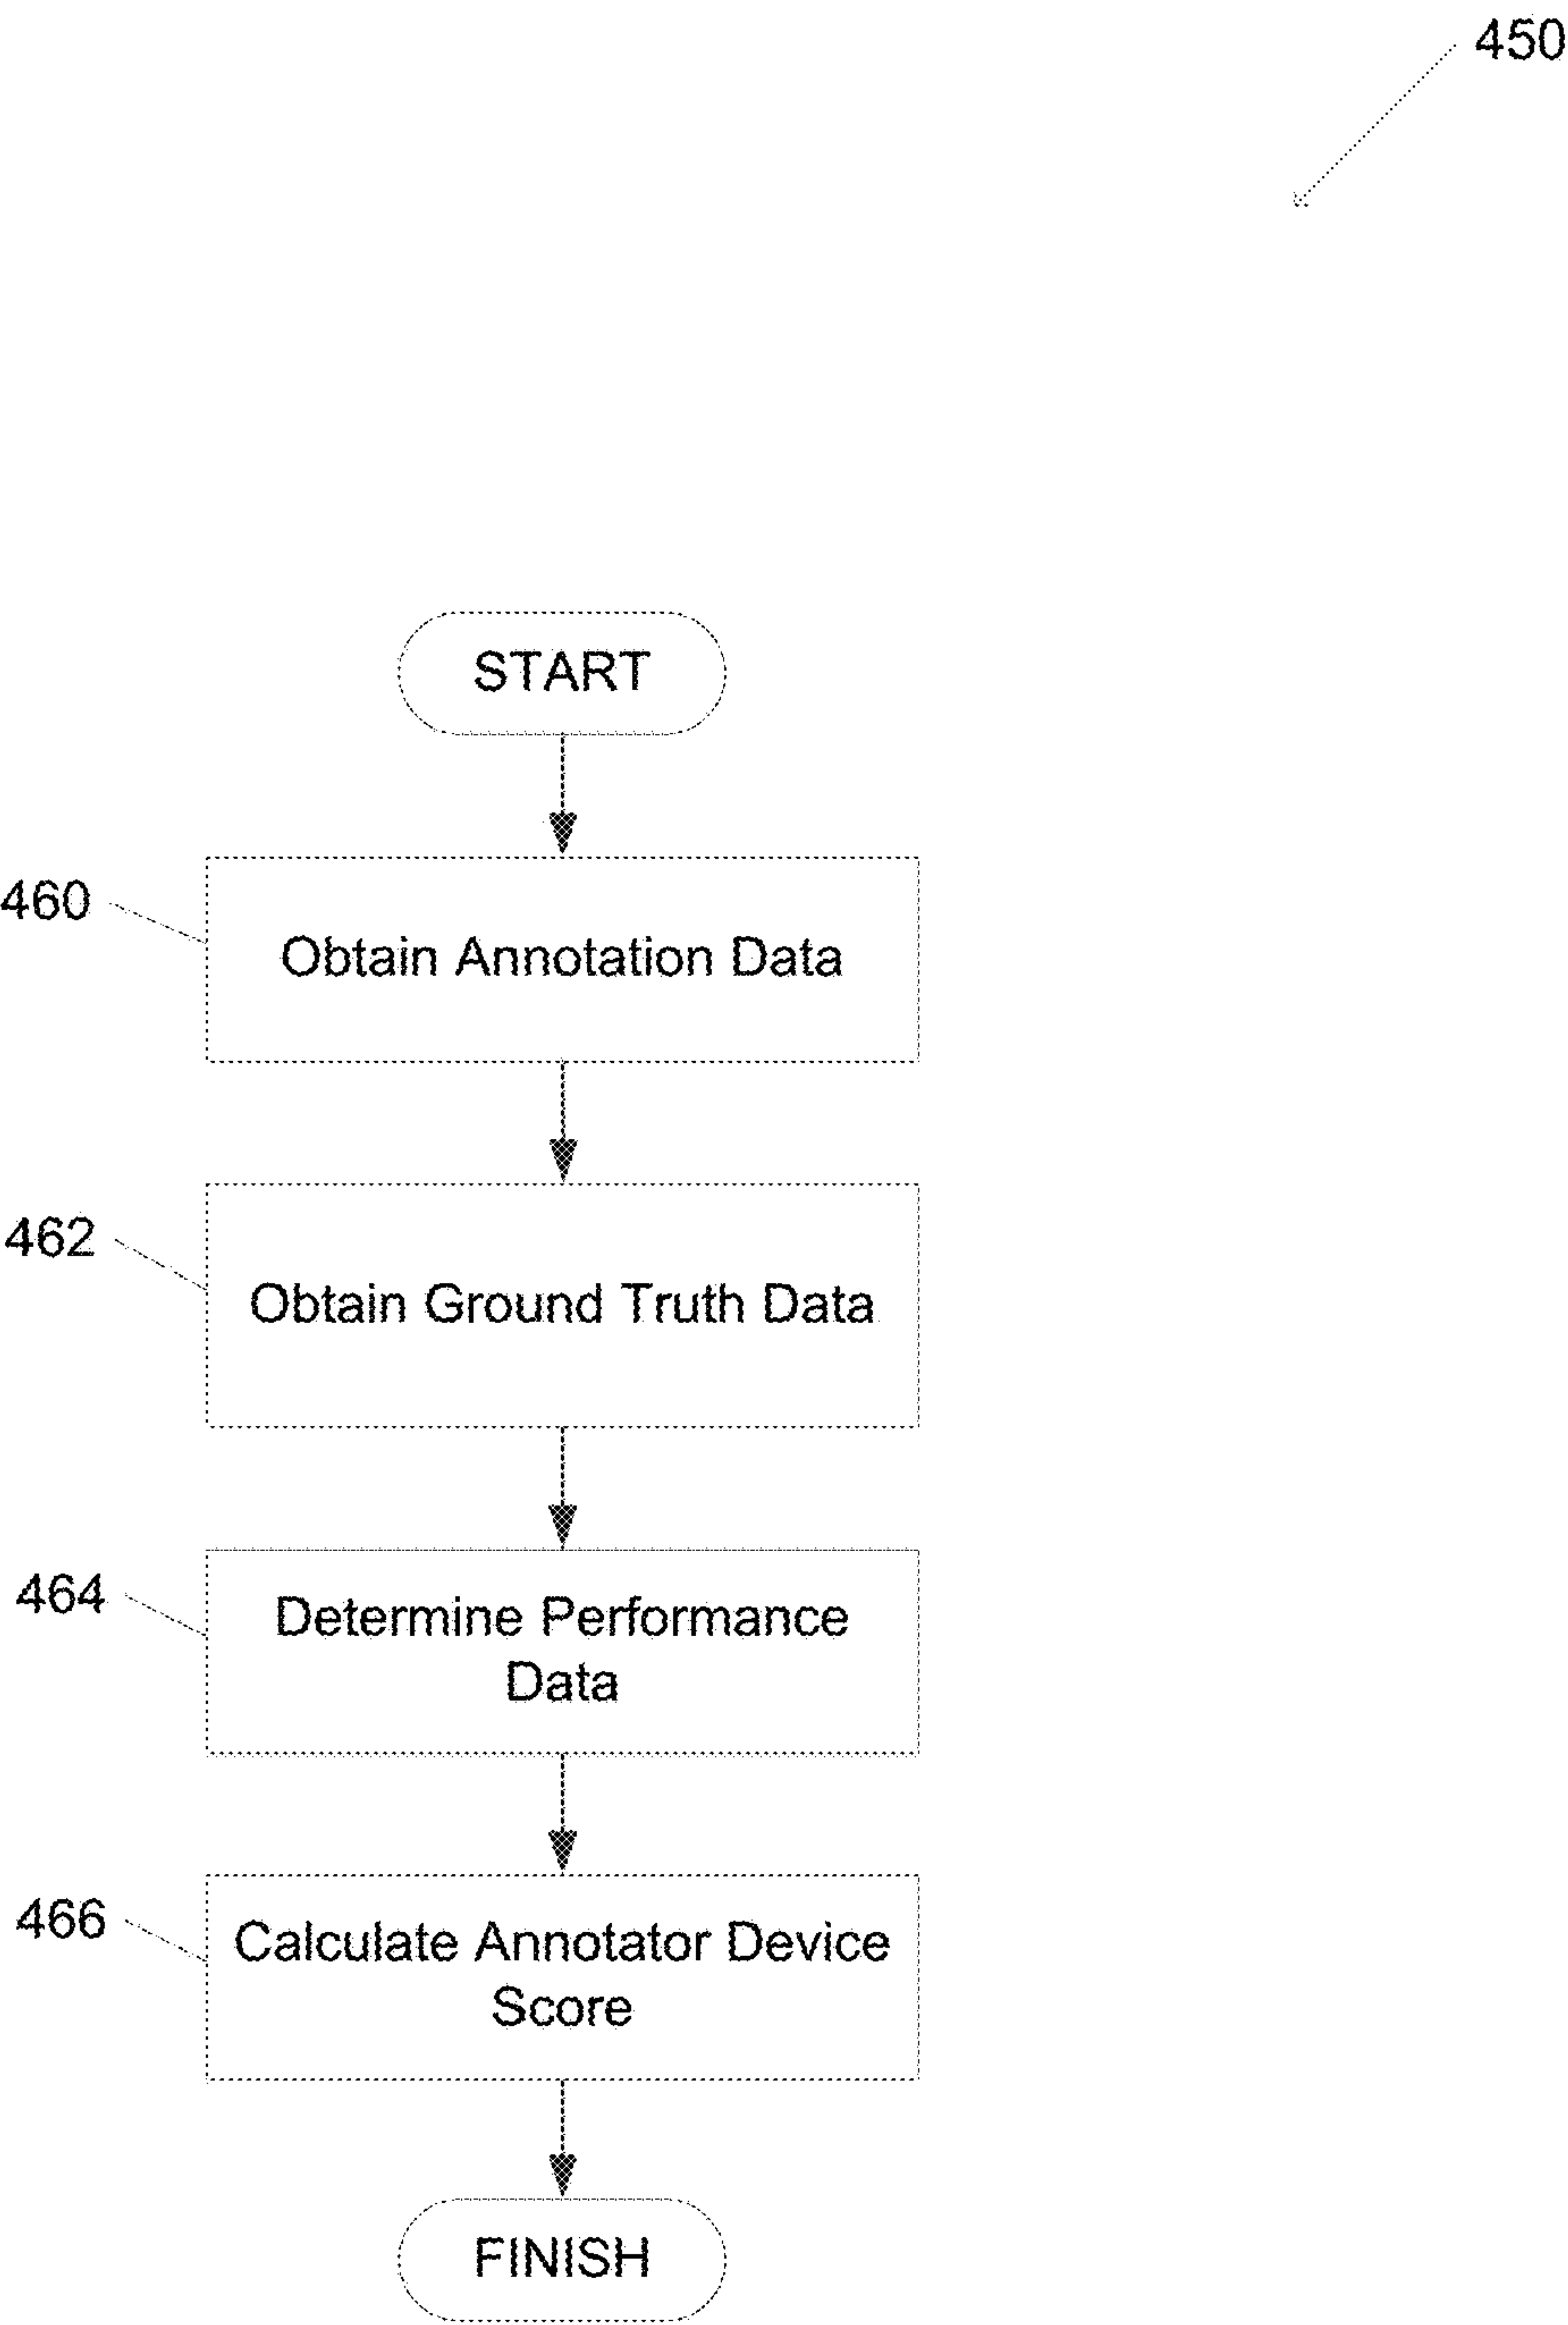 450
START
460
Obtain Annotation Data
462
Obtain Ground Truth Data
464
Determine Performance
Data
466
Calculate Annotator Device
Score
FINISH